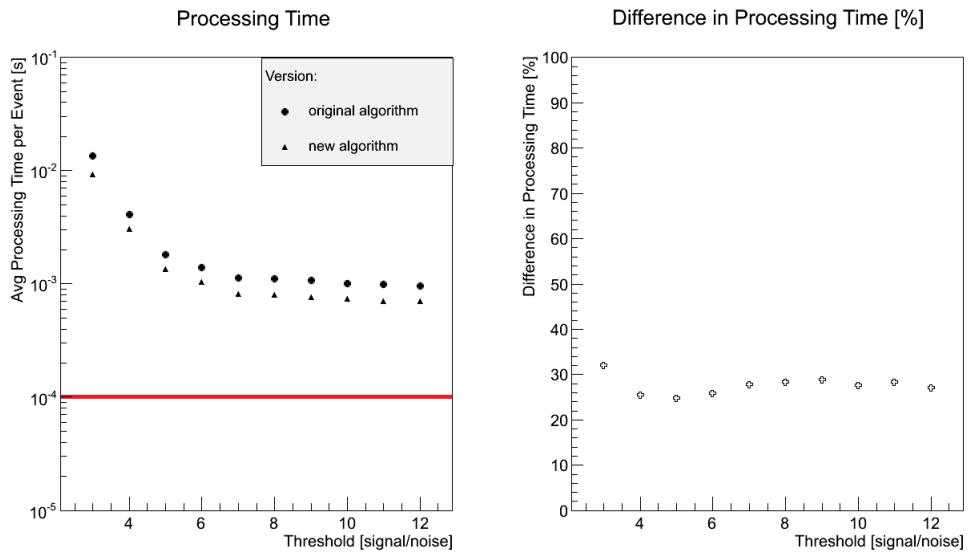 Processing Time
Avg Processing Time per Event [s]
10^-1
10^-2
10^-3
10^-4
10^-5
Version:
original algorithm
new algorithm
4 6 8 10 12
Threshold [signal/noise]
Difference in Processing Time [%]
Difference in Processing Time [%]
100
90
80
70
60
50
40
30
20
10
0
4 6 8 10 12
Threshold [signal/noise]